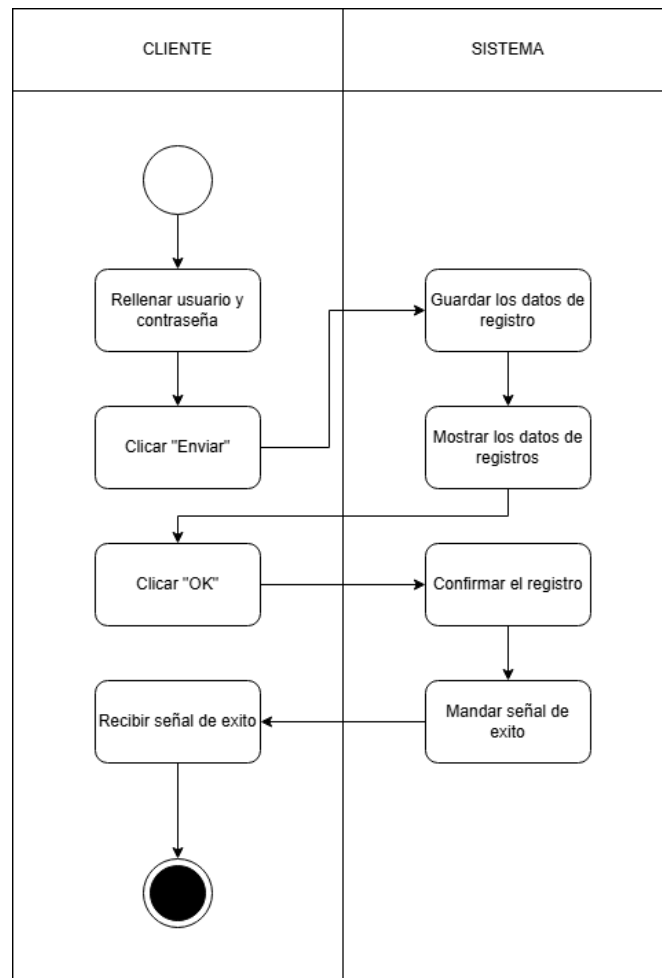 CLIENTE
SISTEMA
Rellenar usuario y
contraseña
Guardar los datos de
registro
Clicar "Enviar"
Mostrar los datos de
registros
Clicar "OK"
Confirmar el registro
Recibir señal de exito
Mandar señal de
exito